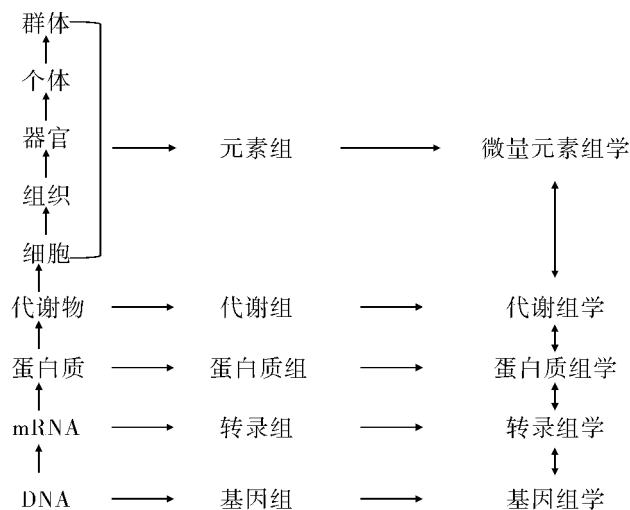 群体
个体
器官 元素组 微量元素组学
组织
细胞
代谢物 代谢组 代谢组学
蛋白质 蛋白质组 蛋白质组学
mRNA 转录组 转录组学
DNA 基因组 基因组学